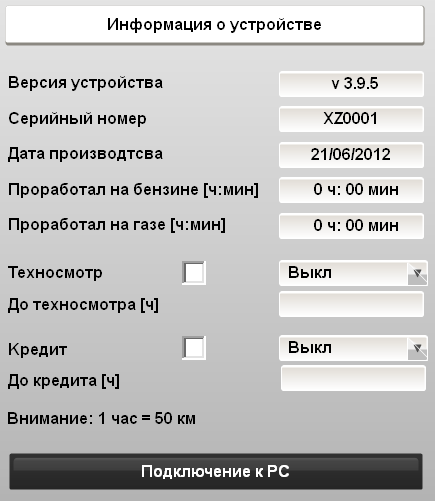 Информация о устройстве
Версия устройства v 3.9.5
Серийный номер XZ0001
Дата производтсва 21/06/2012
Проработал на бензине [ч:мин] 0 ч: 00 мин
Проработал на газе [ч:мин] 0 ч: 00 мин
Техносмотр Выкл
До техносмотра [ч]
Кредит Выкл
До кредита [ч]
Внимание: 1 час = 50 км
Подключение к PC